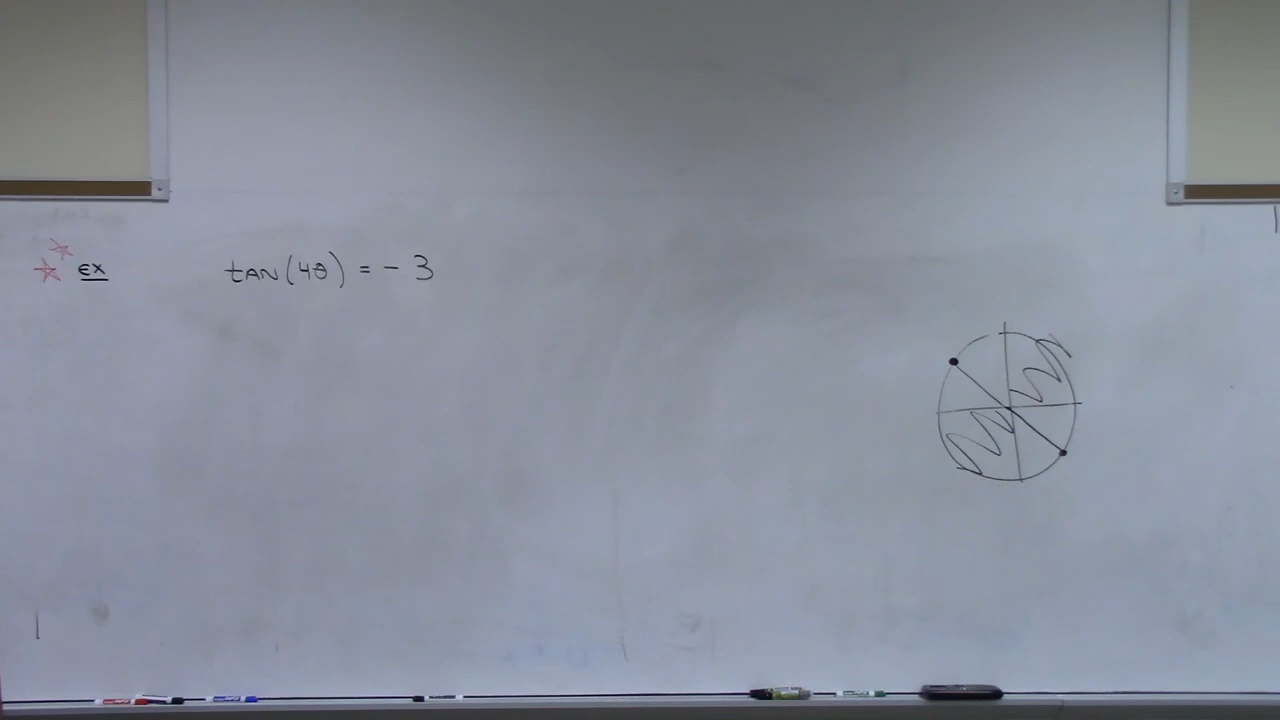 ex tan(4θ) = - 3